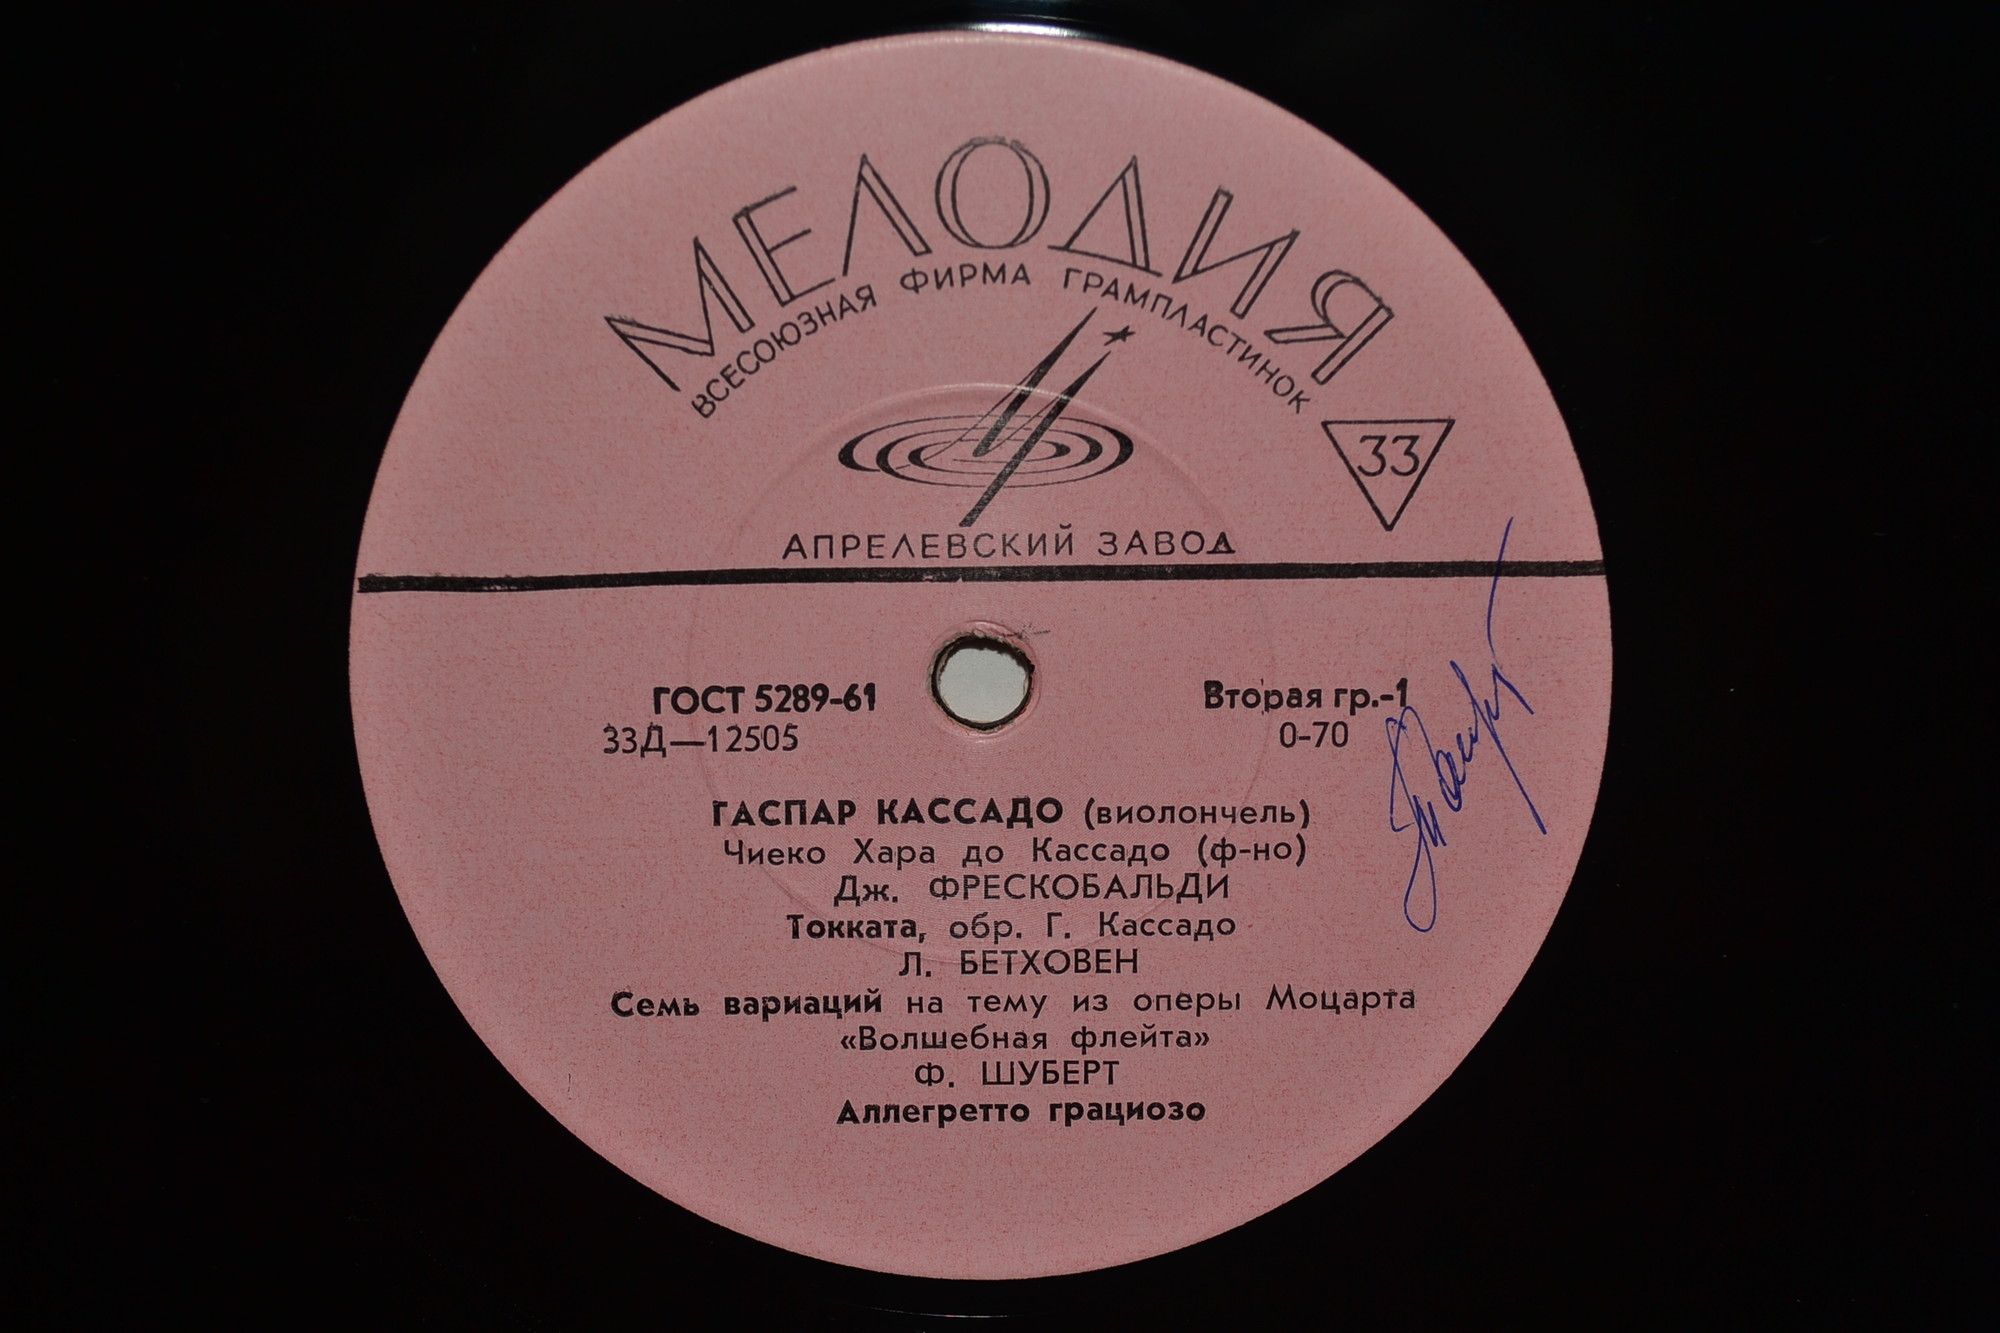 МЕЛОДИЯ
ВСЕСОЮЗНАЯ ФИРМА ГРАМПЛАСТИНОК
33
АПРЕЛЕВСКИЙ ЗАВОД
ГОСТ 5289-61
Вторая гр.-1
33Д—12505
0-70
ГАСПАР КАССАДО (виолончель)
Чиеко Хара до Кассадо (ф-но)
Дж. ФРЕСКОБАЛЬДИ
Токката, обр. Г. Кассадо
Л. БЕТХОВЕН
Семь вариаций на тему из оперы Моцарта
«Волшебная флейта»
Ф. ШУБЕРТ
Аллегретто грациозо